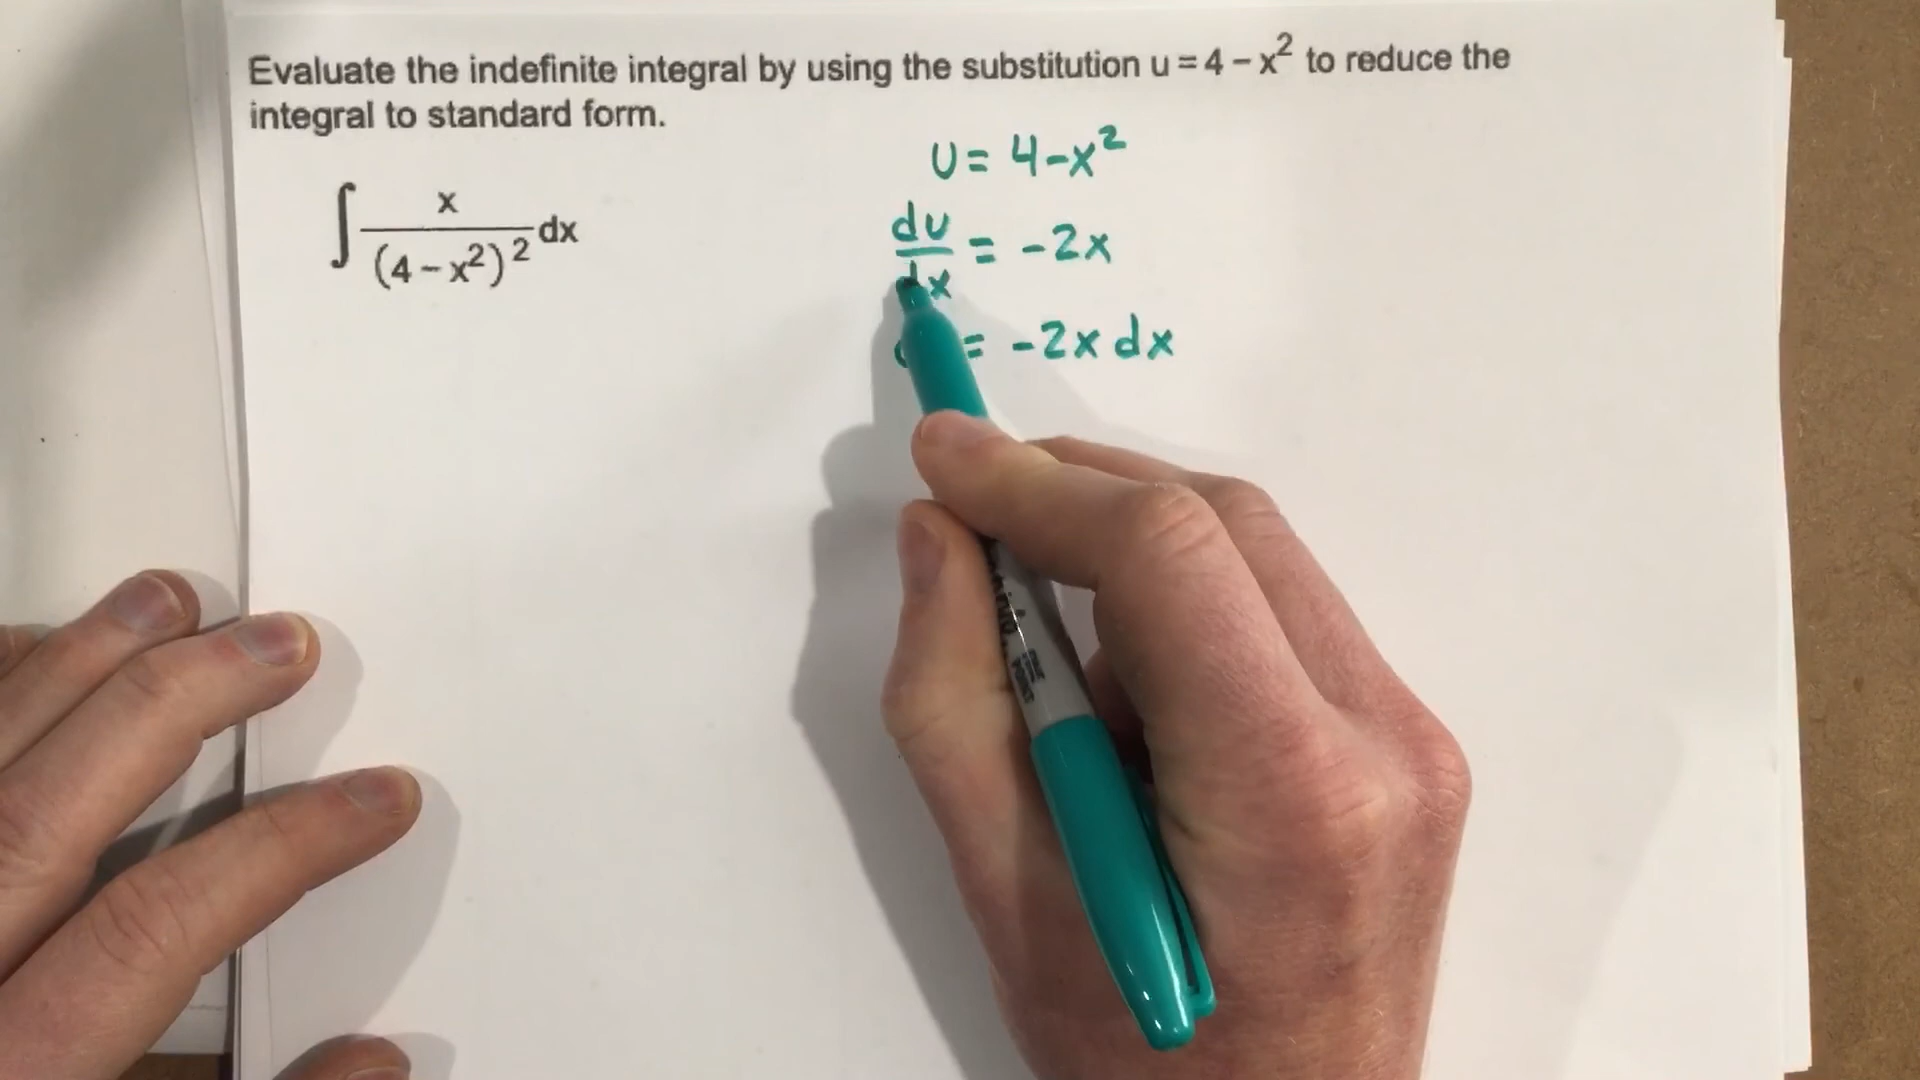 Evaluate the indefinite integral by using the substitution u = 4 − x² to reduce the
integral to standard form.
∫ x / (4 − x²)² dx
U = 4-x²
du/dx = -2x
= -2x dx